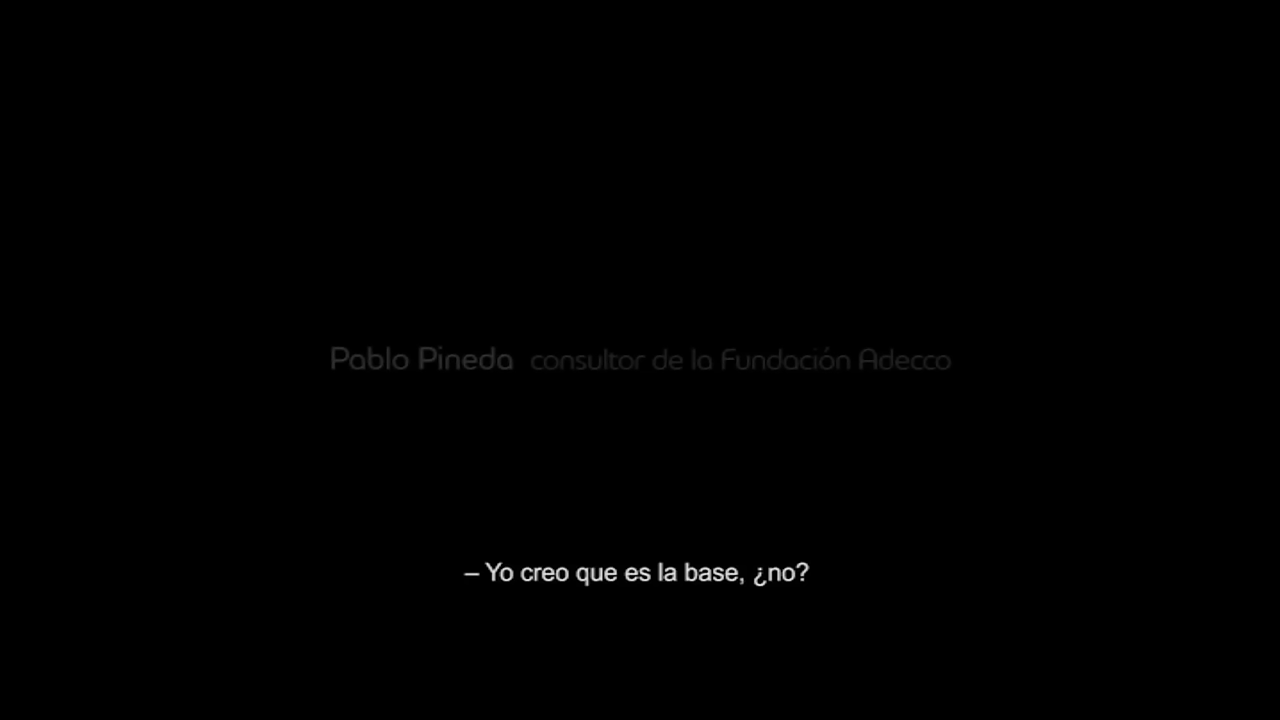 Pablo Pineda consultor de la Fundación Adecco
– Yo creo que es la base, ¿no?